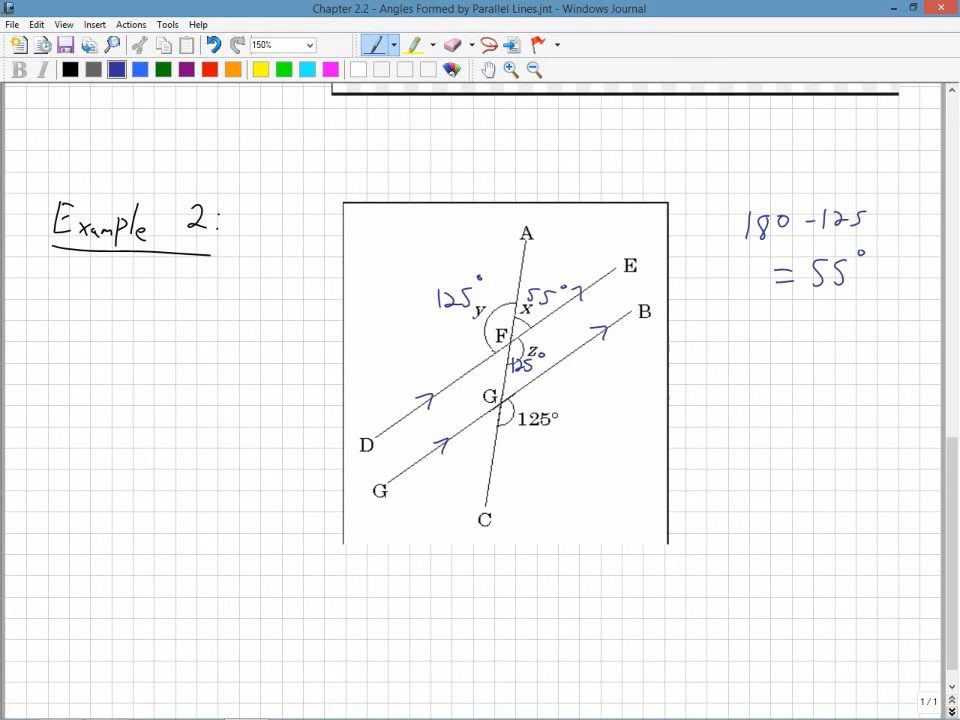 Chapter 2.2 - Angles Formed by Parallel Lines.jnt - Windows Journal
File Edit View Insert Actions Tools Help
150%
B I
Example 2:
180 - 125
= 55°
A
E
125°
55°
y
x
B
F
z
125°
G
125°
D
G
C
1 / 1